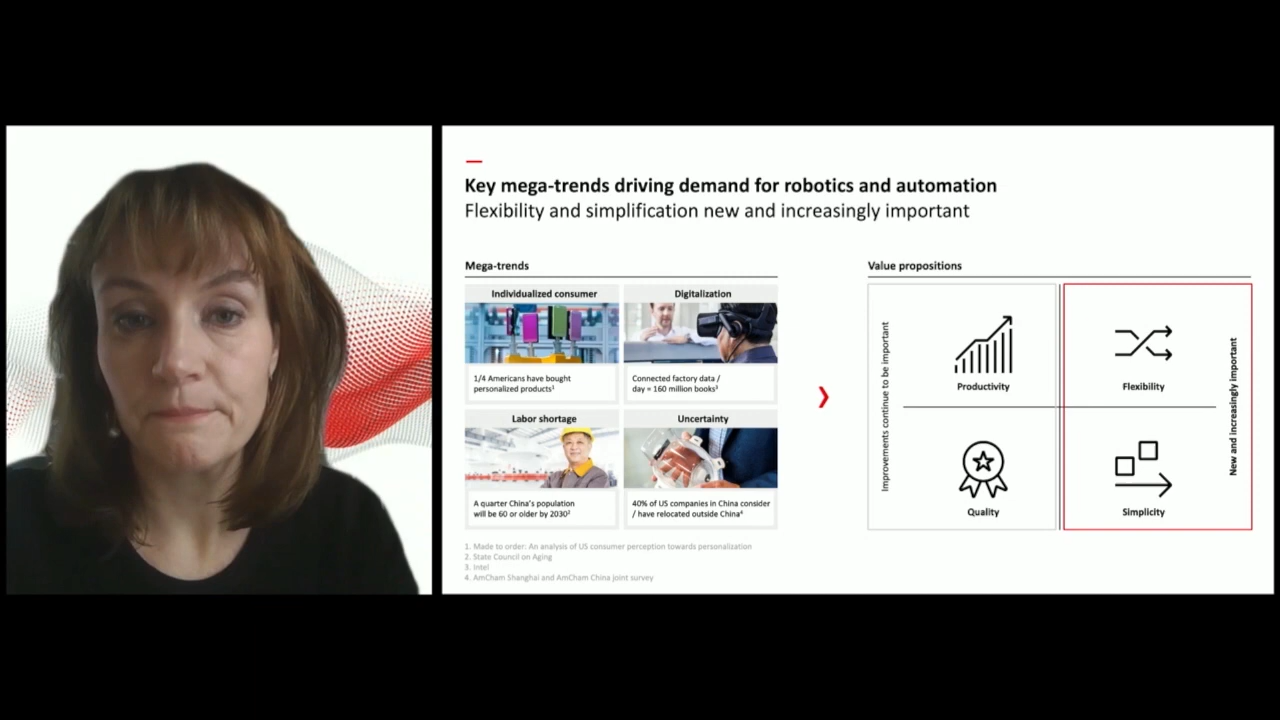 Key mega-trends driving demand for robotics and automation
Flexibility and simplification new and increasingly important
Mega-trends
Individualized consumer
1/4 Americans have bought
personalized products¹
Digitalization
Connected factory data /
day = 160 million books³
Labor shortage
A quarter China's population
will be 60 or older by 2030²
Uncertainty
40% of US companies in China consider
/ have relocated outside China⁴
1. Made to order: An analysis of US consumer perception towards personalization
2. State Council on Aging
3. Intel
4. AmCham Shanghai and AmCham China joint survey
Value propositions
Improvements continue to be important
Productivity
Flexibility
Quality
Simplicity
New and increasingly important